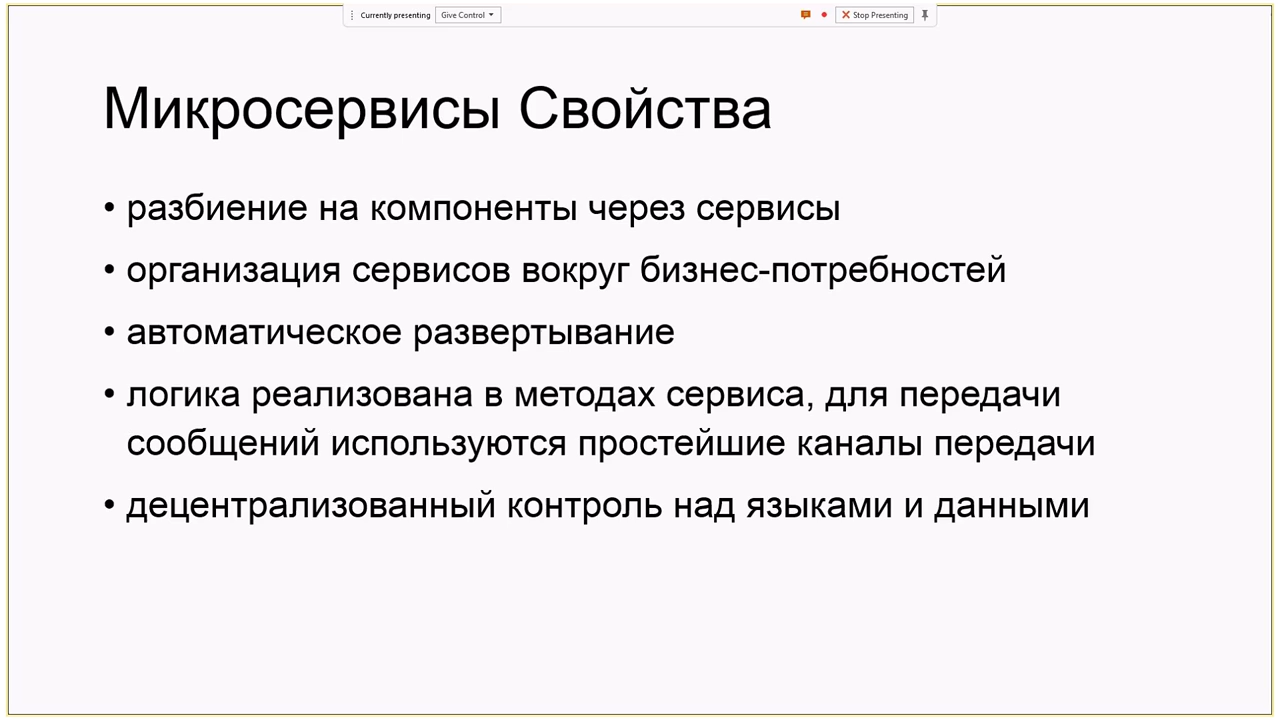 Currently presenting Give Control Stop Presenting
Микросервисы Свойства
• разбиение на компоненты через сервисы
• организация сервисов вокруг бизнес-потребностей
• автоматическое развертывание
• логика реализована в методах сервиса, для передачи
сообщений используются простейшие каналы передачи
• децентрализованный контроль над языками и данными